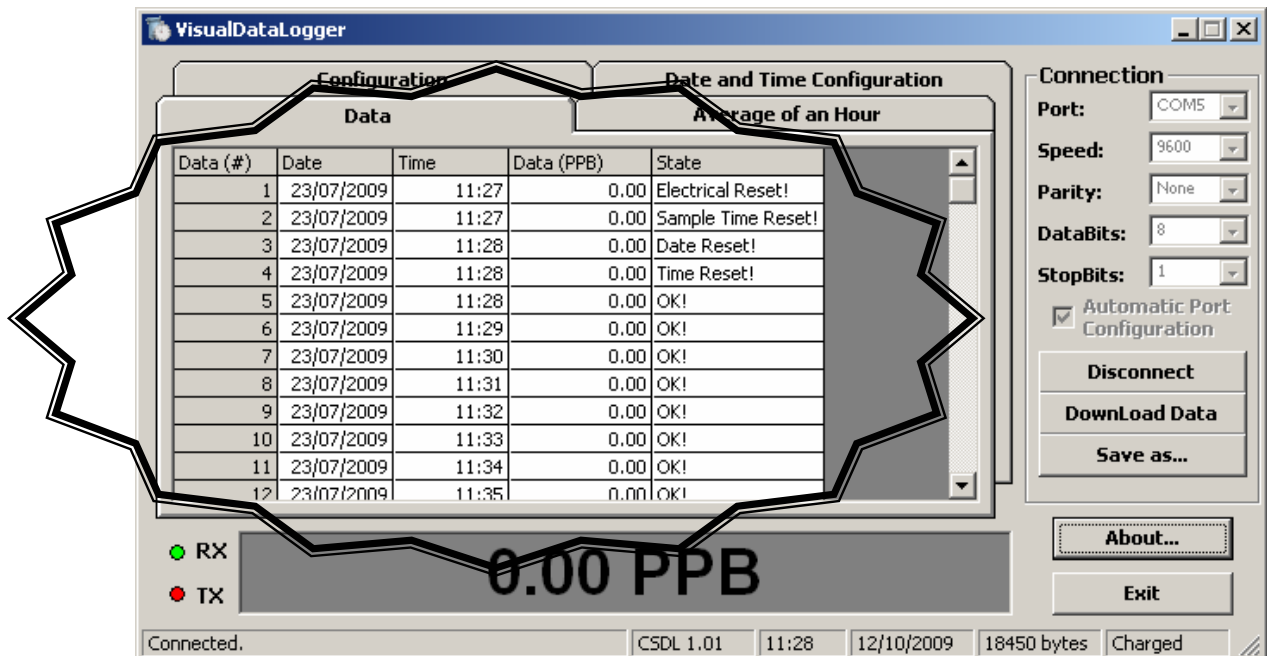 VisualDataLogger
Configuration
Date and Time Configuration
Data
Average of an Hour
Data (#) Date Time Data (PPB) State
1 23/07/2009 11:27 0.00 Electrical Reset!
2 23/07/2009 11:27 0.00 Sample Time Reset!
3 23/07/2009 11:28 0.00 Date Reset!
4 23/07/2009 11:28 0.00 Time Reset!
5 23/07/2009 11:28 0.00 OK!
6 23/07/2009 11:29 0.00 OK!
7 23/07/2009 11:30 0.00 OK!
8 23/07/2009 11:31 0.00 OK!
9 23/07/2009 11:32 0.00 OK!
10 23/07/2009 11:33 0.00 OK!
11 23/07/2009 11:34 0.00 OK!
12 23/07/2009 11:35 0.00 OK!
Connection
Port: COM5
Speed: 9600
Parity: None
DataBits: 8
StopBits: 1
Automatic Port
Configuration
Disconnect
DownLoad Data
Save as...
RX
TX
0.00 PPB
About...
Exit
Connected. CSDL 1.01 11:28 12/10/2009 18450 bytes Charged